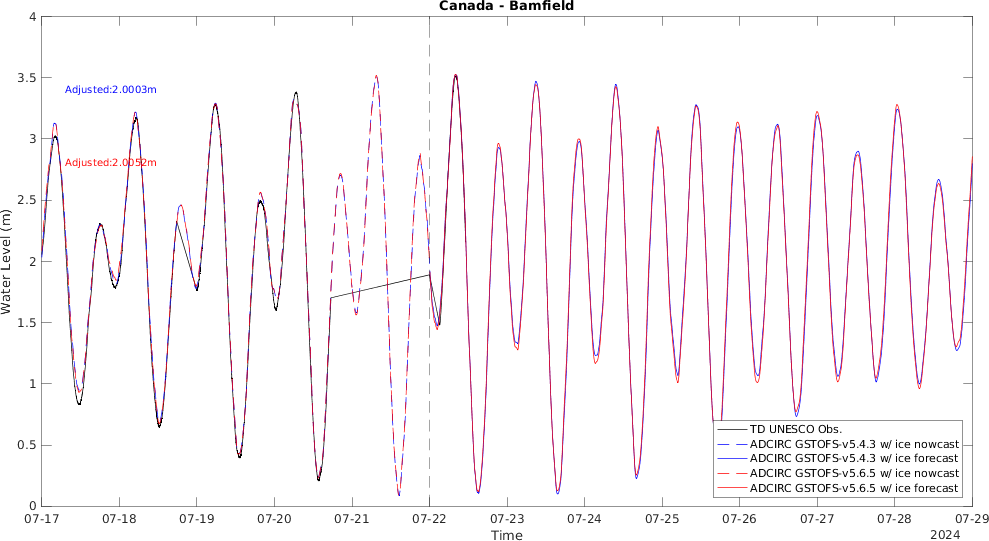 Canada - Bamfield
4
3.5
3
2.5
2
1.5
1
0.5
0
Water Level (m)
Adjusted:2.0003m
Adjusted:2.0052m
TD UNESCO Obs.
ADCIRC GSTOFS-v5.4.3 w/ ice nowcast
ADCIRC GSTOFS-v5.4.3 w/ ice forecast
ADCIRC GSTOFS-v5.6.5 w/ ice nowcast
ADCIRC GSTOFS-v5.6.5 w/ ice forecast
07-17 07-18 07-19 07-20 07-21 07-22 07-23 07-24 07-25 07-26 07-27 07-28 07-29
Time
2024